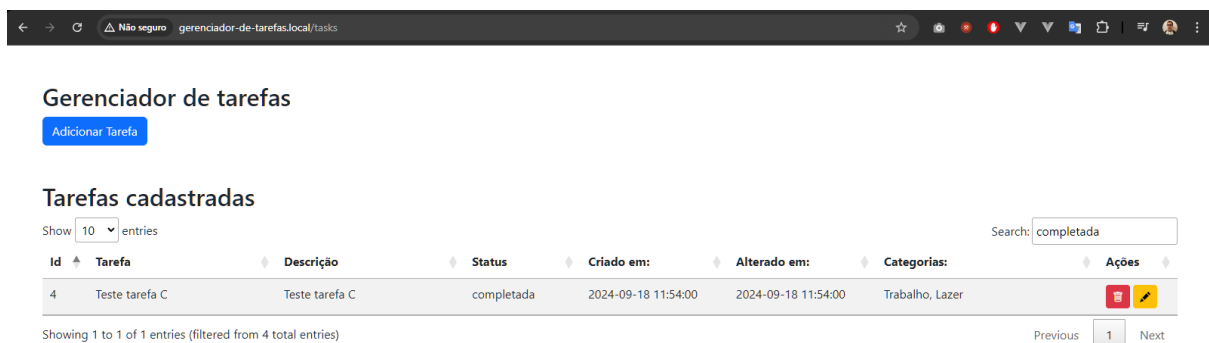 Não seguro gerenciador-de-tarefas.local/tasks
Gerenciador de tarefas
Adicionar Tarefa
Tarefas cadastradas
Show 10 entries Search: completada
Id Tarefa Descrição Status Criado em: Alterado em: Categorias: Ações
4 Teste tarefa C Teste tarefa C completada 2024-09-18 11:54:00 2024-09-18 11:54:00 Trabalho, Lazer
Showing 1 to 1 of 1 entries (filtered from 4 total entries) Previous 1 Next